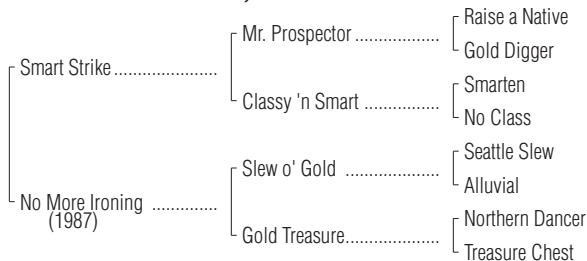 Raise a Native
Mr. Prospector ..................
Gold Digger
Smart Strike ......................
Smarten
Classy 'n Smart ................
No Class
Seattle Slew
Slew o' Gold ....................
Alluvial
No More Ironing ..............
(1987)
Northern Dancer
Gold Treasure....................
Treasure Chest